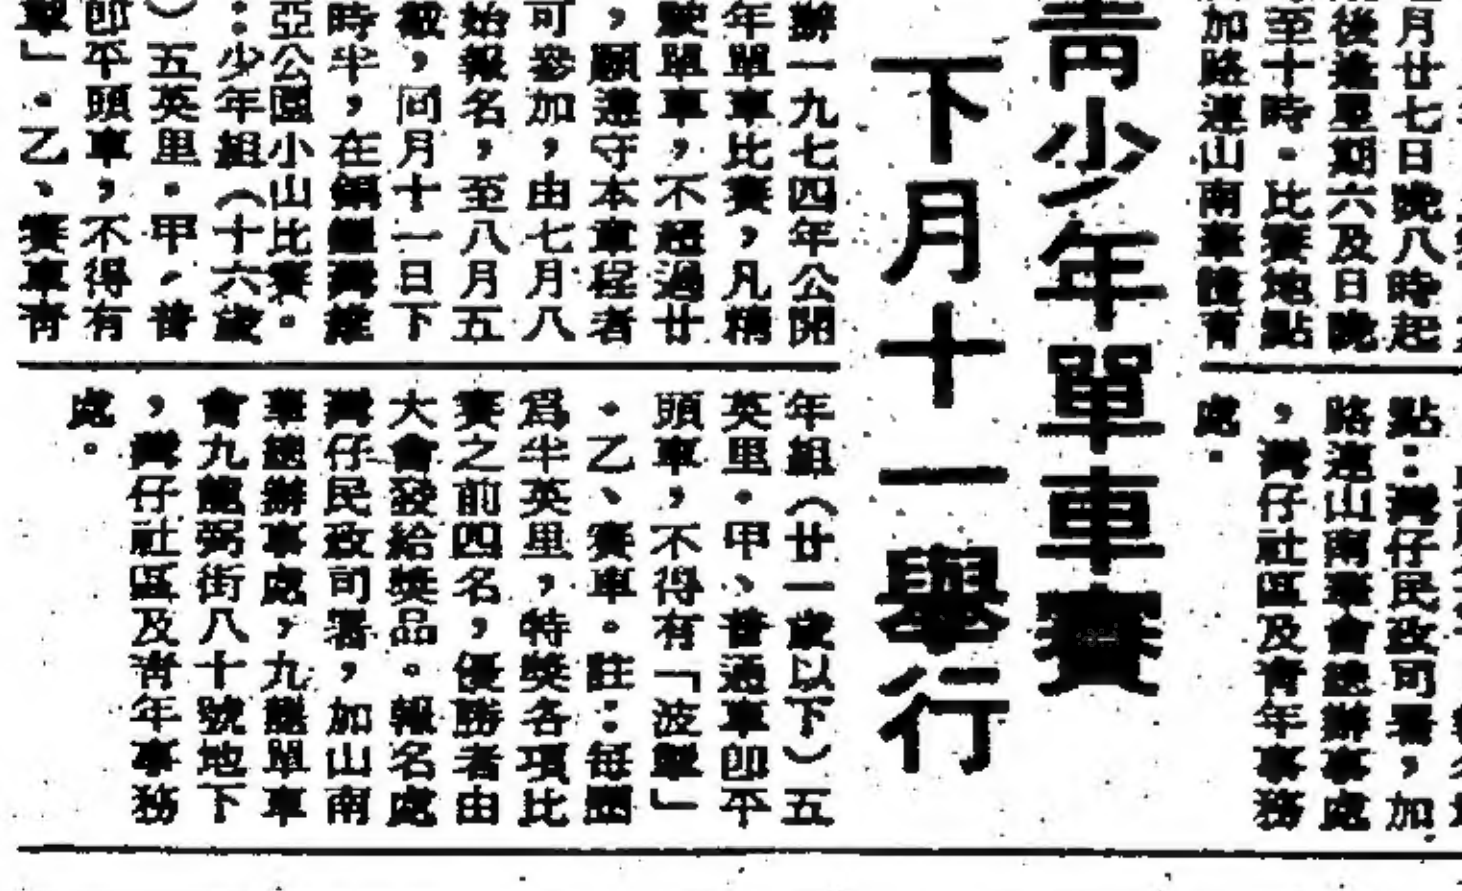 月廿七日晚八時起
後逢星期六及日晚
至十時。比賽地點
加路連山南華體育
點：灣仔民政司署，加
路連山南華會總辦事處
，灣仔社區及青年事務
處。
青少年單車賽
下月十一舉行
辦一九七四年公開
年單車比賽，凡精
駛單車，不超過廿
，願遵守本章程者
可參加，由七月八
始報名，至八月五
截，同月十一日下
時半，在銅鑼灣維
亞公園小山比賽。
：少年組（十六歲
）五英里。甲，普
即平頭車，不得有
」。乙、賽車青
年組（廿一歲以下）五
英里。甲、普通車即平
頭車，不得有「波」
。乙、賽車。註：每圈
為半英里，特獎各項比
賽之前四名，優勝者由
大會發給獎品。報名處
灣仔民政司署，加山南
華總辦事處，九龍單車
會九龍弼街八十號地下
，灣仔社區及青年事務
處。